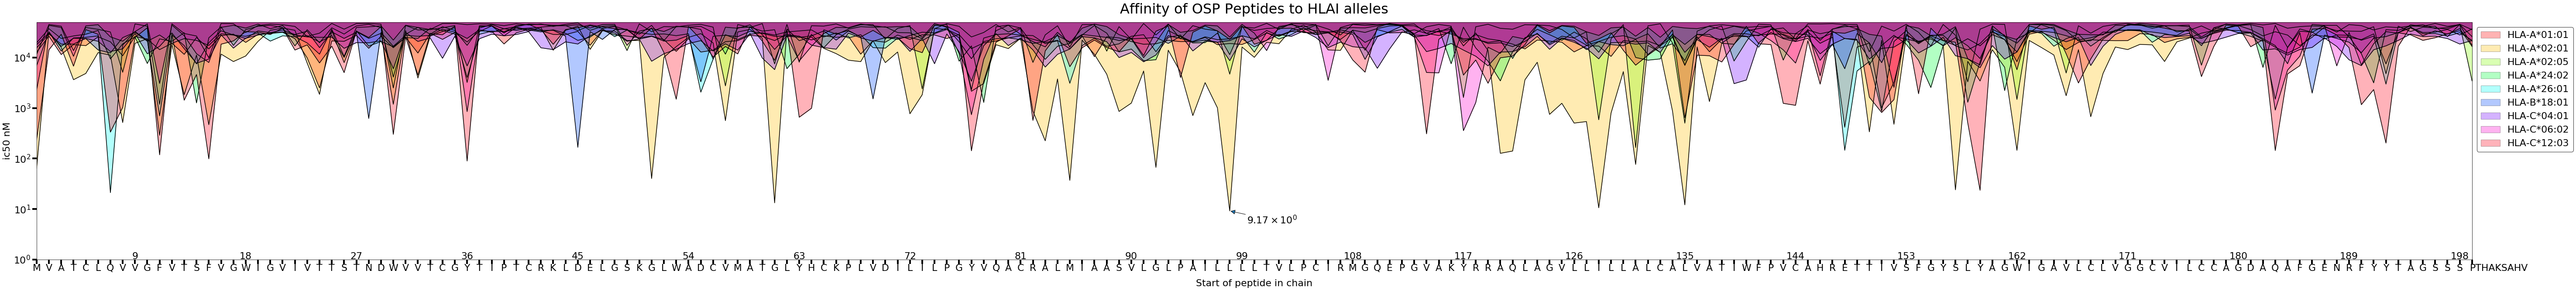 Affinity of OSP Peptides to HLAI alleles
ic50 nM
10⁴
10³
10²
10¹
10⁰
9.17 × 10⁰
HLA-A*01:01
HLA-A*02:01
HLA-A*02:05
HLA-A*24:02
HLA-A*26:01
HLA-B*18:01
HLA-C*04:01
HLA-C*06:02
HLA-C*12:03
9 18 27 36 45 54 63 72 81 90 99 108 117 126 135 144 153 162 171 180 189 198
M V A T C L Q V V G F V T S F V G W I G V I V T T S T N D W V V T C G Y T I P T C R K L D E L G S K G L W A D C V M A T G L Y H C K P L V D I L I L P G Y V Q A C R A L M I A A S V L G L P A I L L L L T V L P C I R M G Q E P G V A K Y R R A Q L A G V L L I L L A L C A L V A T I W F P V C A H R E T T I V S F G Y S L Y A G W I G A V L C L V G G C V I L C C A G D A Q A F G E N R F Y Y T A G S S S PTHAKSAHV
Start of peptide in chain